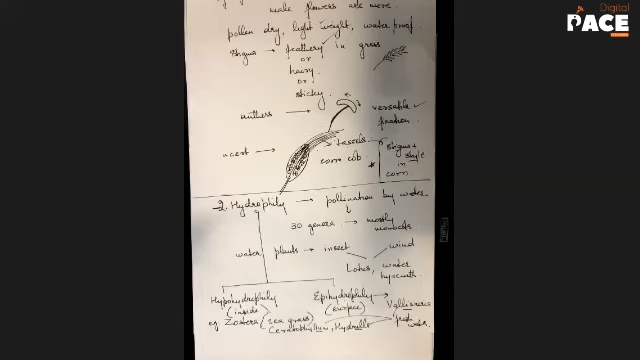 Digital
PACE
male flowers are more.
pollen dry, light weight, water proof.
stigma → feathery in grass
or
hairy
or
sticky.
anthers → versatile ✓
fixation.
ncert → → tassels
corn cob
stigma + style in corn
2. Hydrophily → pollination by water
30 genera → mostly monocots
water plants → insect wind
Lotus, water hyacinth.
Hypohydrophily Epihydrophily → Vallisneria
(inside) (surface) fresh water.
eg Zostera (sea grass)
Ceratophyllum, Hydrilla